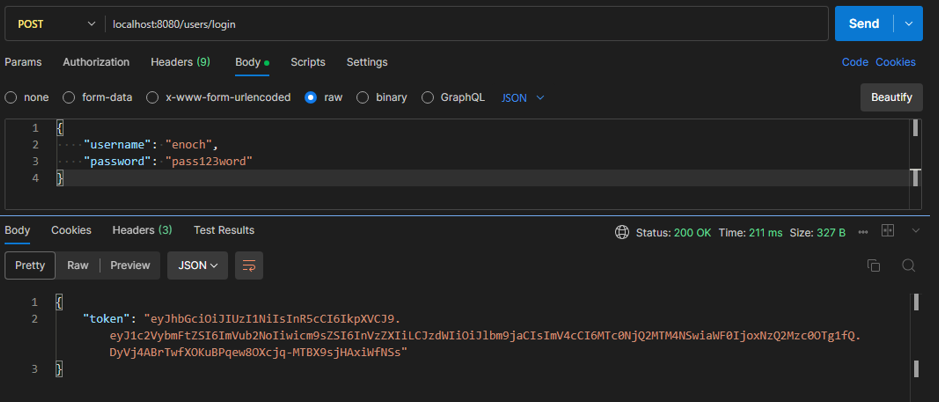 POST localhost:8080/users/login Send
Params Authorization Headers (9) Body Scripts Settings Code Cookies
none form-data x-www-form-urlencoded raw binary GraphQL JSON Beautify
1 {
2 "username": "enoch",
3 "password": "pass123word"
4 }
Body Cookies Headers (3) Test Results Status: 200 OK Time: 211 ms Size: 327 B
Pretty Raw Preview JSON
1 {
2 "token": "eyJhbGciOiJIUzI1NiIsInR5cCI6IkpXVCJ9.
eyJ1c2VybmFtZSI6ImVub2NoIiwicm9sZSI6InVzZXIiLCJzdWIiOiJlbm9jaCIsImV4cCI6MTc0NjQ2MTM4NSwiaWF0IjoxNzQ2Mzc0OTg1fQ.
DyVj4ABrTwfXOKuBPqew8OXcjq-MTBX9sjHAxiWfNSs"
3 }